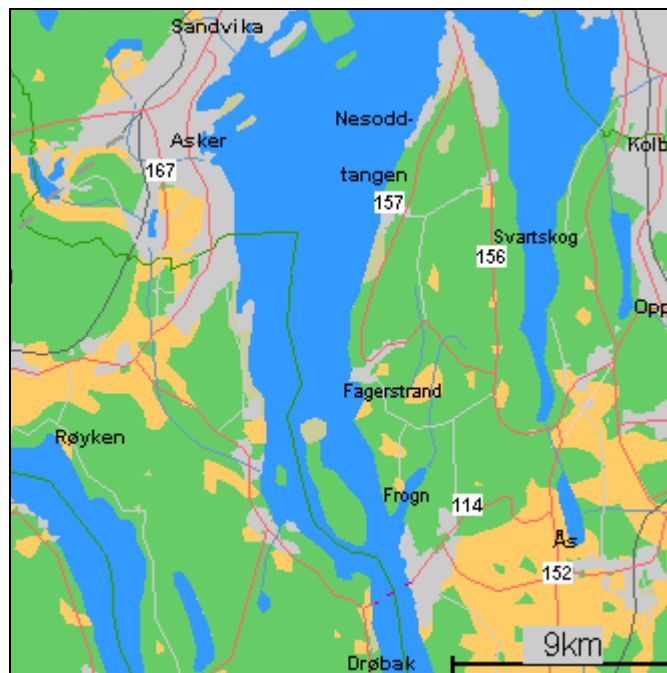 Sandvika
Nesodd-
Asker
Kolb
167
tangen
157
Svartskog
156
Opp
Fagerstrand
Røyken
Frogn
114
Ås
152
9km
Drøbak